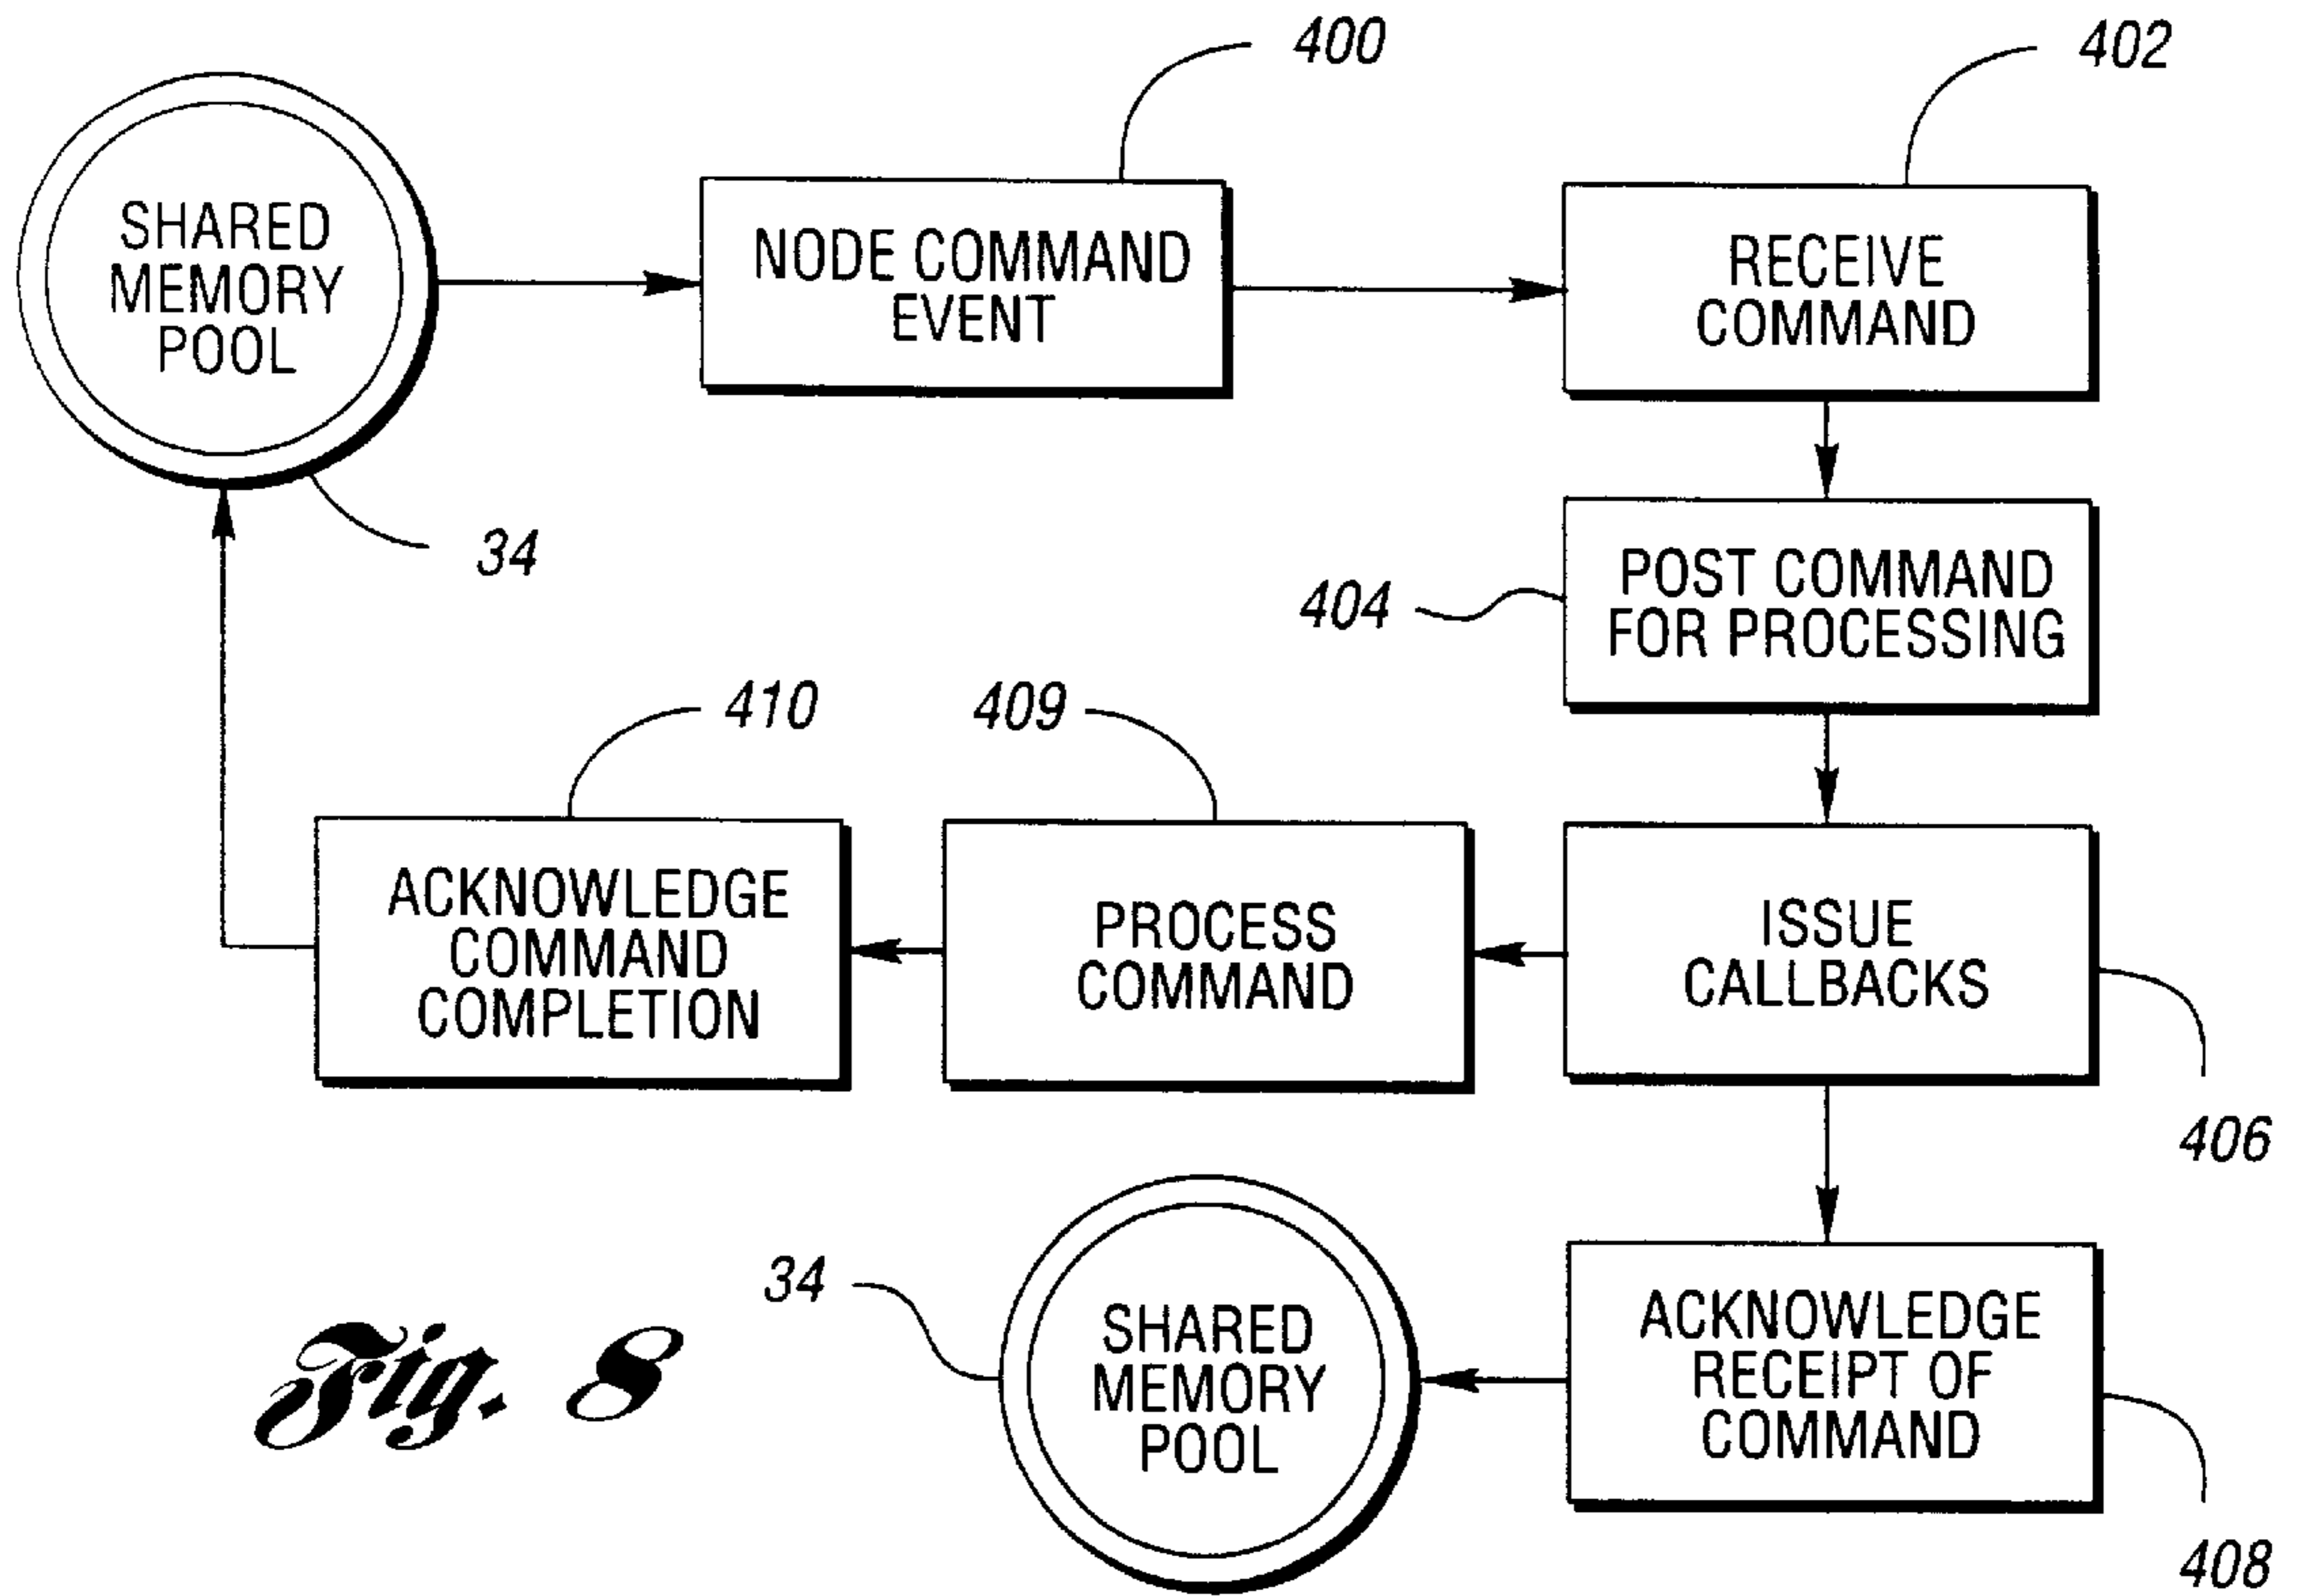 400
402
SHARED
MEMORY
POOL
NODE COMMAND
EVENT
RECEIVE
COMMAND
34
404
POST COMMAND
FOR PROCESSING
410
409
ACKNOWLEDGE
COMMAND
COMPLETION
PROCESS
COMMAND
ISSUE
CALLBACKS
406
34
SHARED
MEMORY
POOL
ACKNOWLEDGE
RECEIPT OF
COMMAND
Fig. 8
408